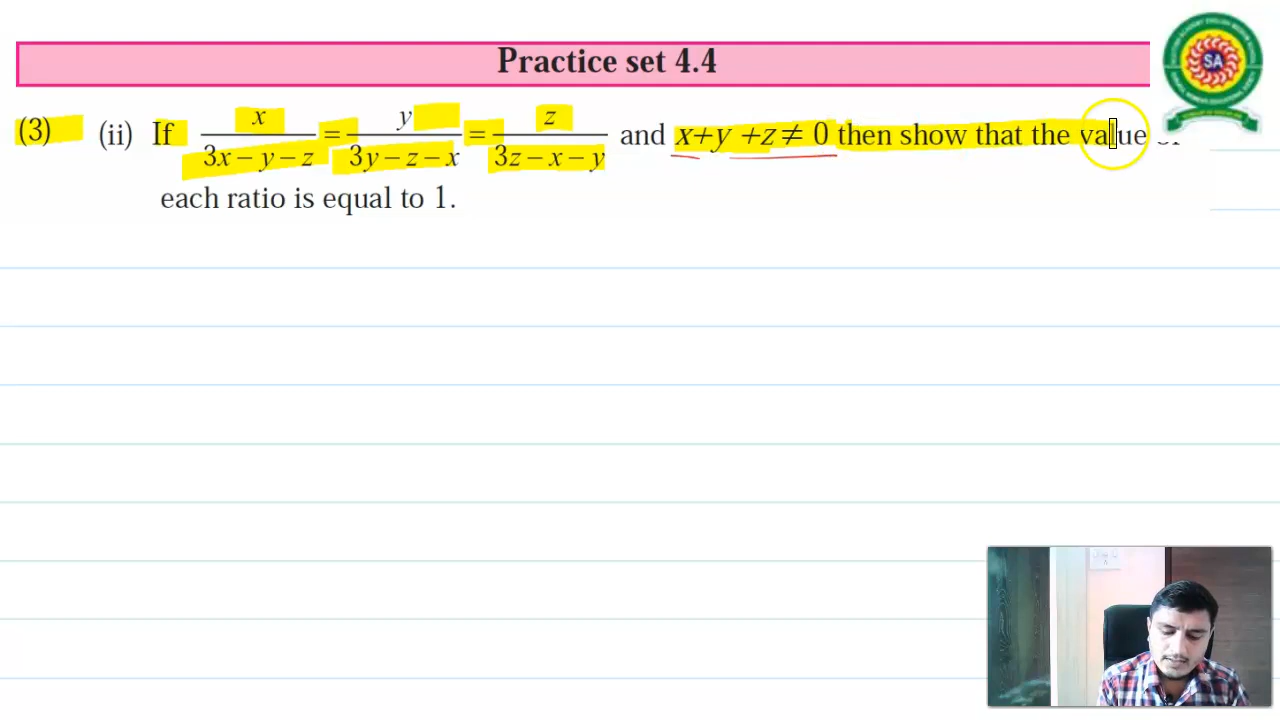 Practice set 4.4
SA
(3) (ii) If x/(3x − y − z) = y/(3y − z − x) = z/(3z − x − y) and x+y +z ≠ 0 then show that the value
each ratio is equal to 1.